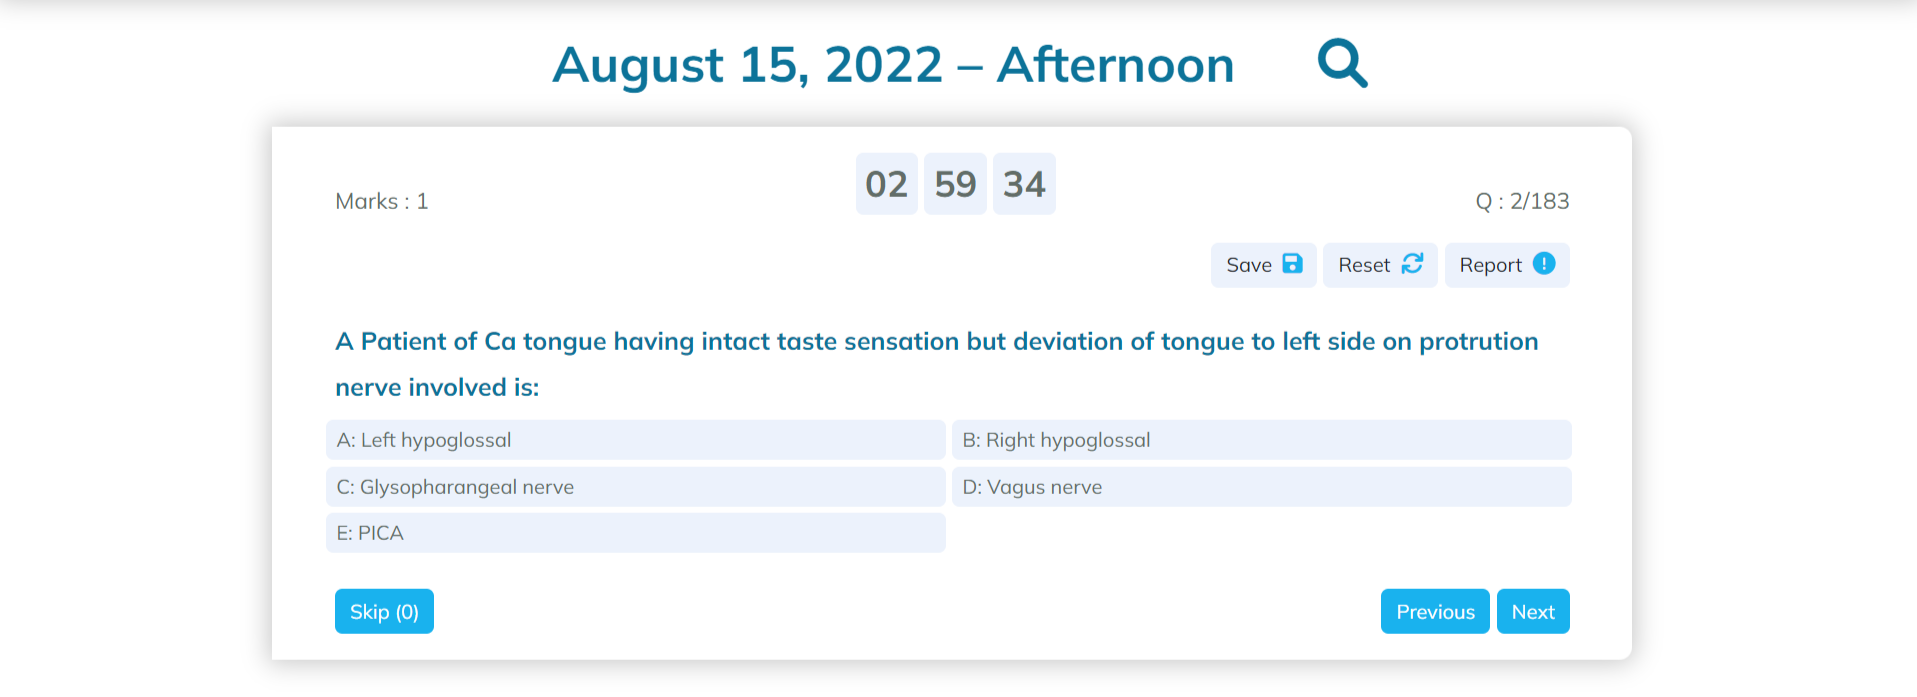 August 15, 2022 – Afternoon
Marks : 1
02 59 34
Q : 2/183
Save Reset Report
A Patient of Ca tongue having intact taste sensation but deviation of tongue to left side on protrution
nerve involved is:
A: Left hypoglossal
B: Right hypoglossal
C: Glysopharangeal nerve
D: Vagus nerve
E: PICA
Skip (0)
Previous Next